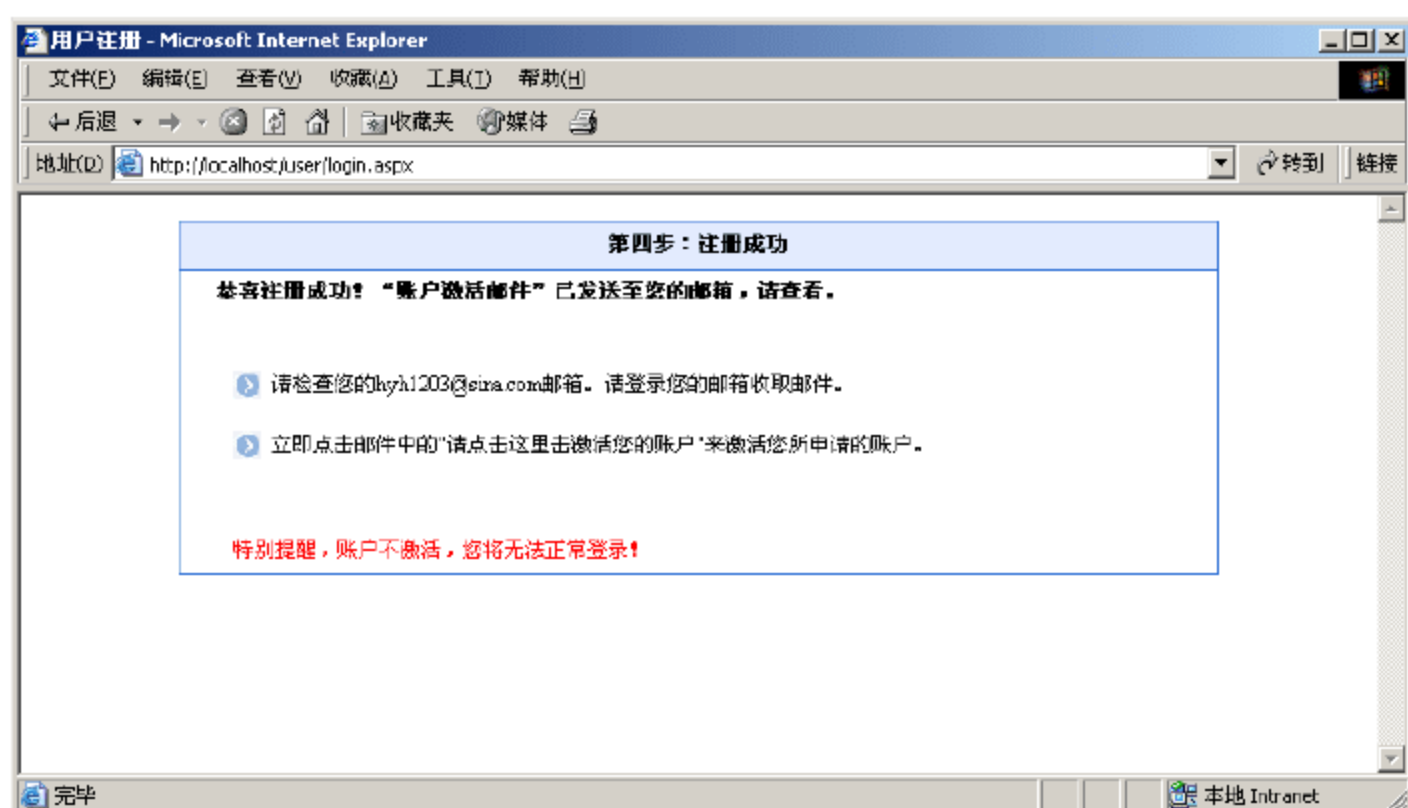 用户注册 - Microsoft Internet Explorer
文件(F) 编辑(E) 查看(V) 收藏(A) 工具(T) 帮助(H)
后退 收藏夹 媒体
地址(D) http://localhost/user/login.aspx 转到 链接
第四步：注册成功
恭喜注册成功！“账户激活邮件”已发送至您的邮箱，请查看。
请检查您的hyh1203@sina.com邮箱。请登录您的邮箱收取邮件。
立即点击邮件中的"请点击这里击激活您的账户"来激活您所申请的账户。
特别提醒，账户不激活，您将无法正常登录！
完毕 本地 Intranet